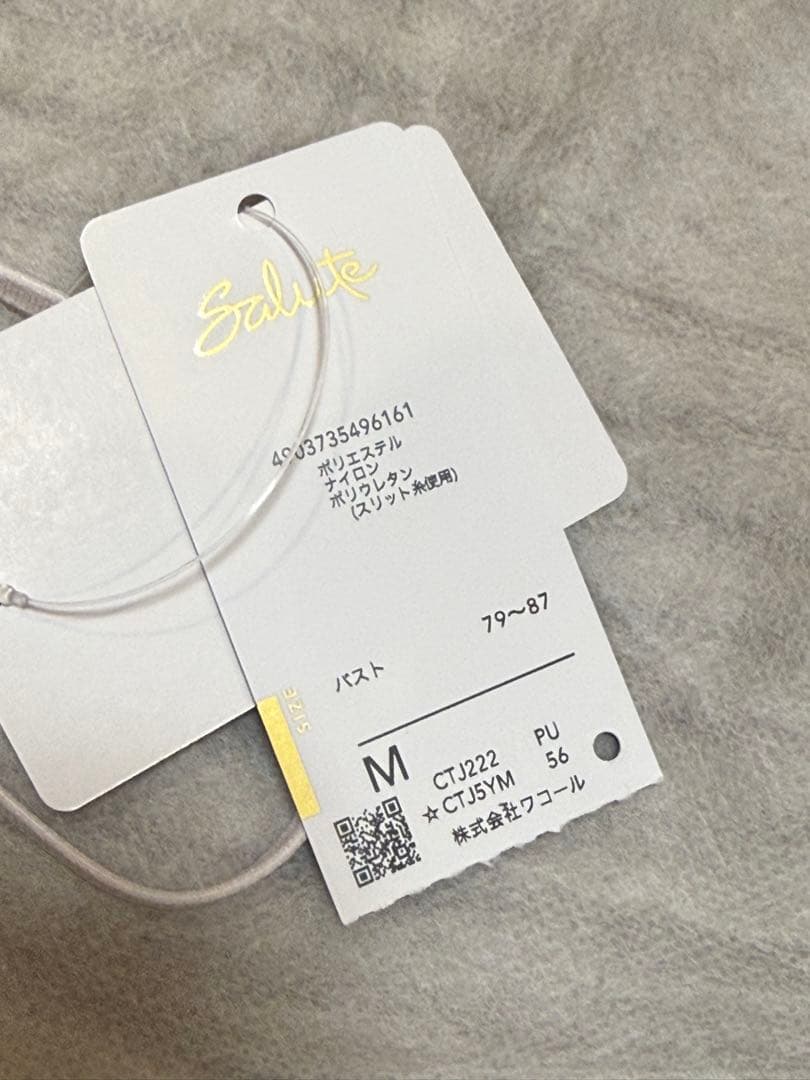 Salute
4903735496161
ポリエステル
ナイロン
ポリウレタン
(スリット糸使用)
バスト 79〜87
SIZE
M
CTJ222 PU
☆CTJ5YM 56
株式会社ワコール